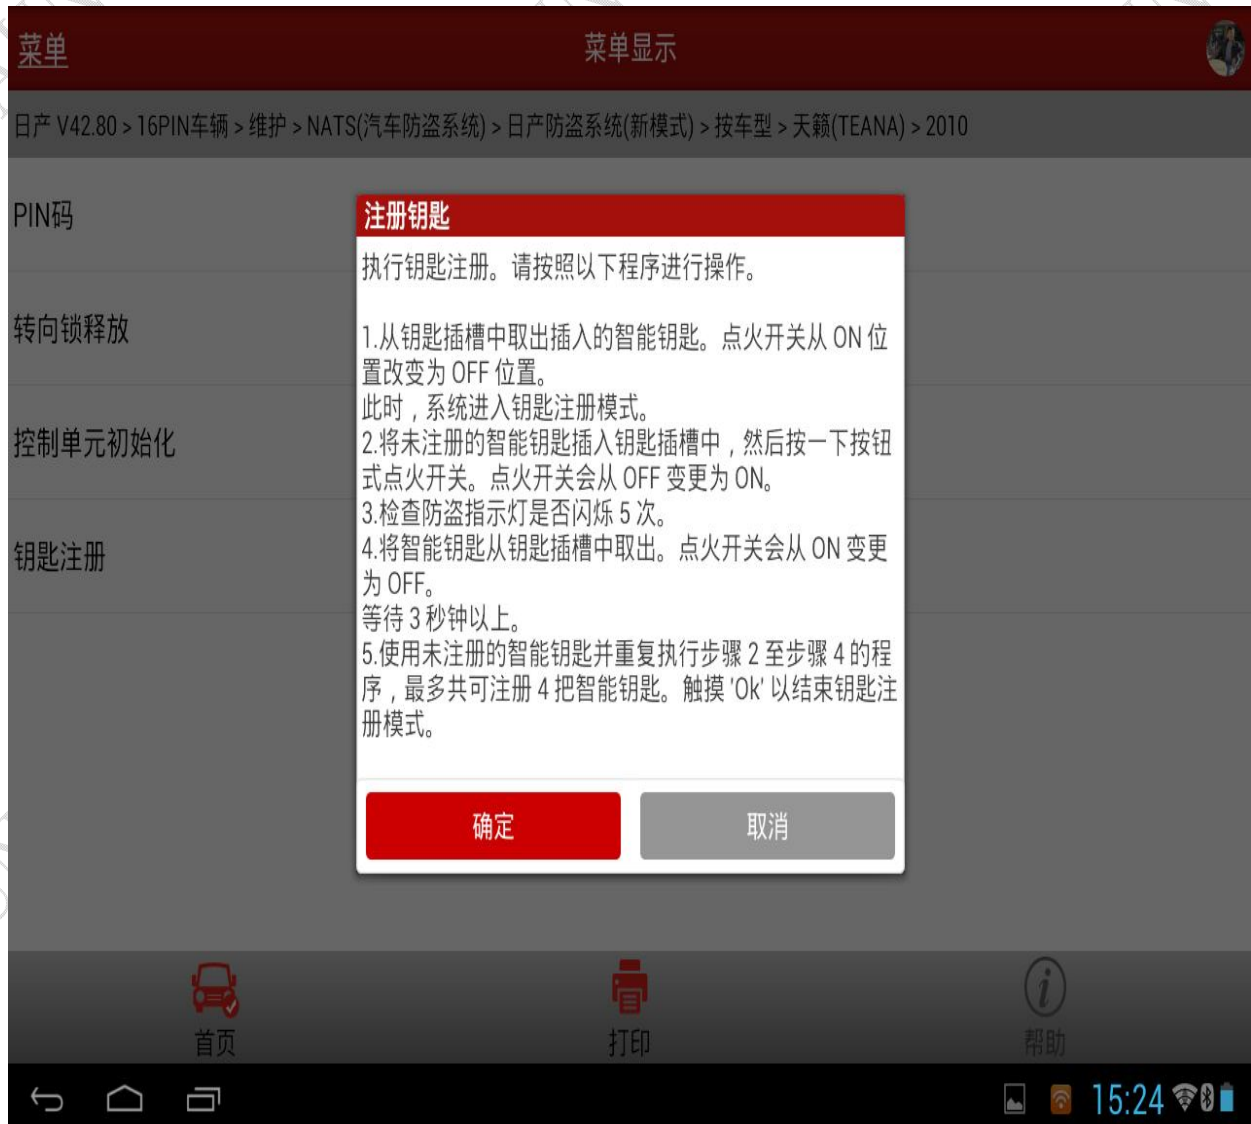 菜单
菜单显示
日产 V42.80 > 16PIN车辆 > 维护 > NATS(汽车防盗系统) > 日产防盗系统(新模式) > 按车型 > 天籁(TEANA) > 2010
PIN码
转向锁释放
控制单元初始化
钥匙注册
注册钥匙
执行钥匙注册。请按照以下程序进行操作。
1.从钥匙插槽中取出插入的智能钥匙。点火开关从 ON 位
置改变为 OFF 位置。
此时，系统进入钥匙注册模式。
2.将未注册的智能钥匙插入钥匙插槽中，然后按一下按钮
式点火开关。点火开关会从 OFF 变更为 ON。
3.检查防盗指示灯是否闪烁 5 次。
4.将智能钥匙从钥匙插槽中取出。点火开关会从 ON 变更
为 OFF。
等待 3 秒钟以上。
5.使用未注册的智能钥匙并重复执行步骤 2 至步骤 4 的程
序，最多共可注册 4 把智能钥匙。触摸 'Ok' 以结束钥匙注
册模式。
确定
取消
首页
打印
帮助
15:24